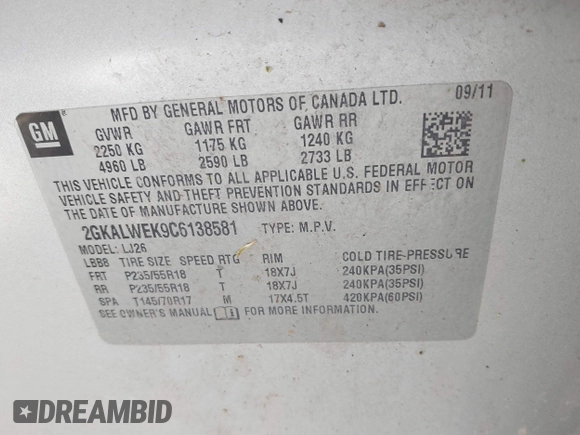 GM
MFD BY GENERAL MOTORS OF CANADA LTD. 09/11
GVWR GAWR FRT GAWR RR
2250 KG 1175 KG 1240 KG
4960 LB 2590 LB 2733 LB
THIS VEHICLE CONFORMS TO ALL APPLICABLE U.S. FEDERAL MOTOR
VEHICLE SAFETY AND THEFT PREVENTION STANDARDS IN EFFECT ON
THE DATE OF MANUFACTURE SHOWN ABOVE.
2GKALWEK9C6138581 TYPE: M.P.V.
MODEL: LJ26
LBB8 TIRE SIZE SPEED RTG RIM COLD TIRE PRESSURE
FRT P235/55R18 T 18X7J 240KPA(35PSI)
RR P235/55R18 T 18X7J 240KPA(35PSI)
SPA T145/70R17 M 17X4.5T 420KPA(60PSI)
SEE OWNER'S MANUAL FOR MORE INFORMATION.
DREAMBID